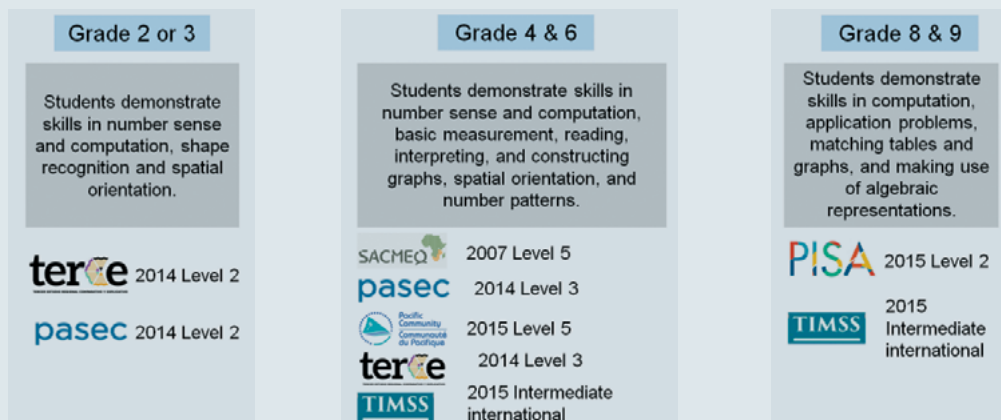 Grade 2 or 3
Students demonstrate
skills in number sense
and computation, shape
recognition and spatial
orientation.
terce 2014 Level 2
pasec 2014 Level 2
Grade 4 & 6
Students demonstrate skills in
number sense and computation,
basic measurement, reading,
interpreting, and constructing
graphs, spatial orientation, and
number patterns.
SACMEQ 2007 Level 5
pasec 2014 Level 3
Pacific
Community
Communauté
du Pacifique
2015 Level 5
terce 2014 Level 3
TIMSS 2015 Intermediate
international
Grade 8 & 9
Students demonstrate
skills in computation,
application problems,
matching tables and
graphs, and making use
of algebraic
representations.
PISA 2015 Level 2
TIMSS 2015
Intermediate
international